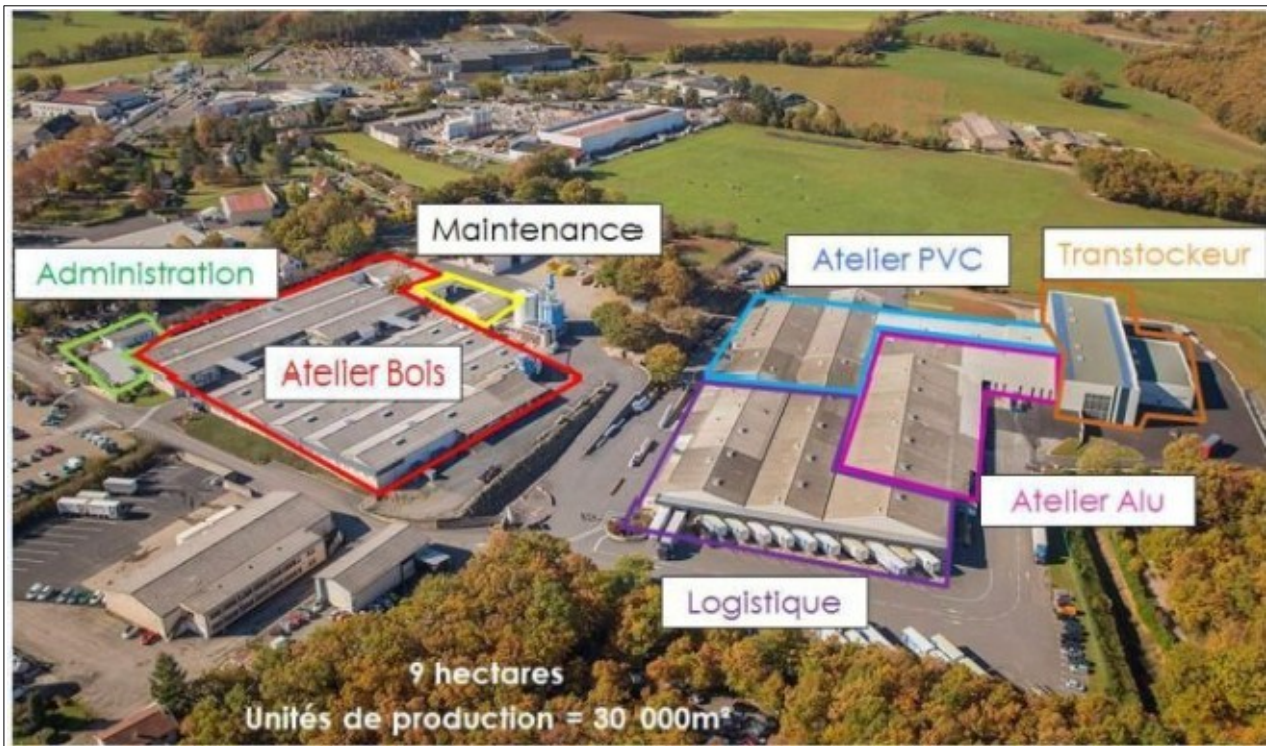 Maintenance
Administration
Atelier PVC
Transtockeur
Atelier Bois
Atelier Alu
Logistique
9 hectares
Unités de production = 30 000m²